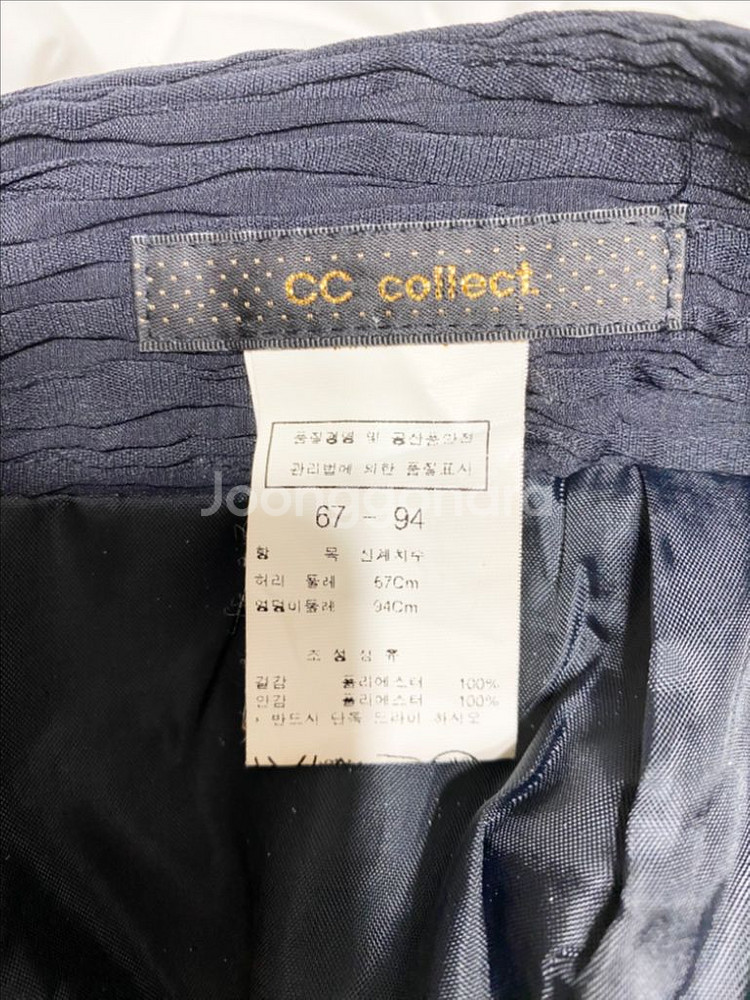 CC collect
품질경영 및 공산품안전
관리법에 의한 품질표시
Joonggonara
67 - 94
항 목 신체치수
허리 둘레 67Cm
엉덩이둘레 94Cm
조 성 섬 유
겉감 폴리에스터 100%
안감 폴리에스터 100%
반드시 단독 드라이 하시오